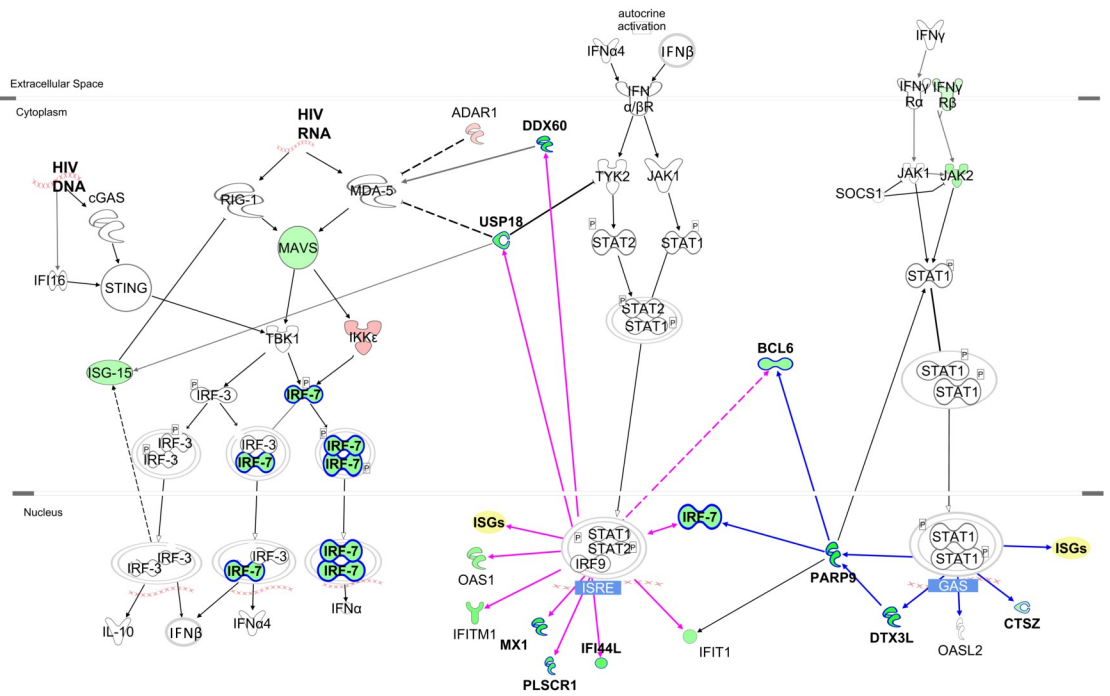 autocrine
activation
IFNα4
IFNβ
IFNγ
Extracellular Space
IFN
α/βR
IFNγ
Rα
IFNγ
Rβ
Cytoplasm
HIV
RNA
ADAR1
DDX60
HIV
DNA
cGAS
RIG-1
MDA-5
TYK2
JAK1
JAK1
JAK2
SOCS1
USP18
MAVS
P
STAT2
STAT1
P
IFI16
STING
STAT1
P
P
STAT2
STAT1
P
TBK1
IKKε
BCL6
ISG-15
P
IRF-3
P
IRF-7
STAT1
P
STAT1
P
IRF-3
P
IRF-3
IRF-3
IRF-7
P
IRF-7
IRF-7
P
Nucleus
ISGs
P
STAT1
STAT2
P
IRF9
ISRE
IRF-7
P
STAT1
STAT1
P
GAS
ISGs
IRF-3
IRF-3
IRF-3
IRF-7
IRF-7
IRF-7
OAS1
PARP9
IFITM1
IL-10
IFNβ
IFNα4
IFNα
MX1
IFI44L
IFIT1
DTX3L
OASL2
CTSZ
PLSCR1